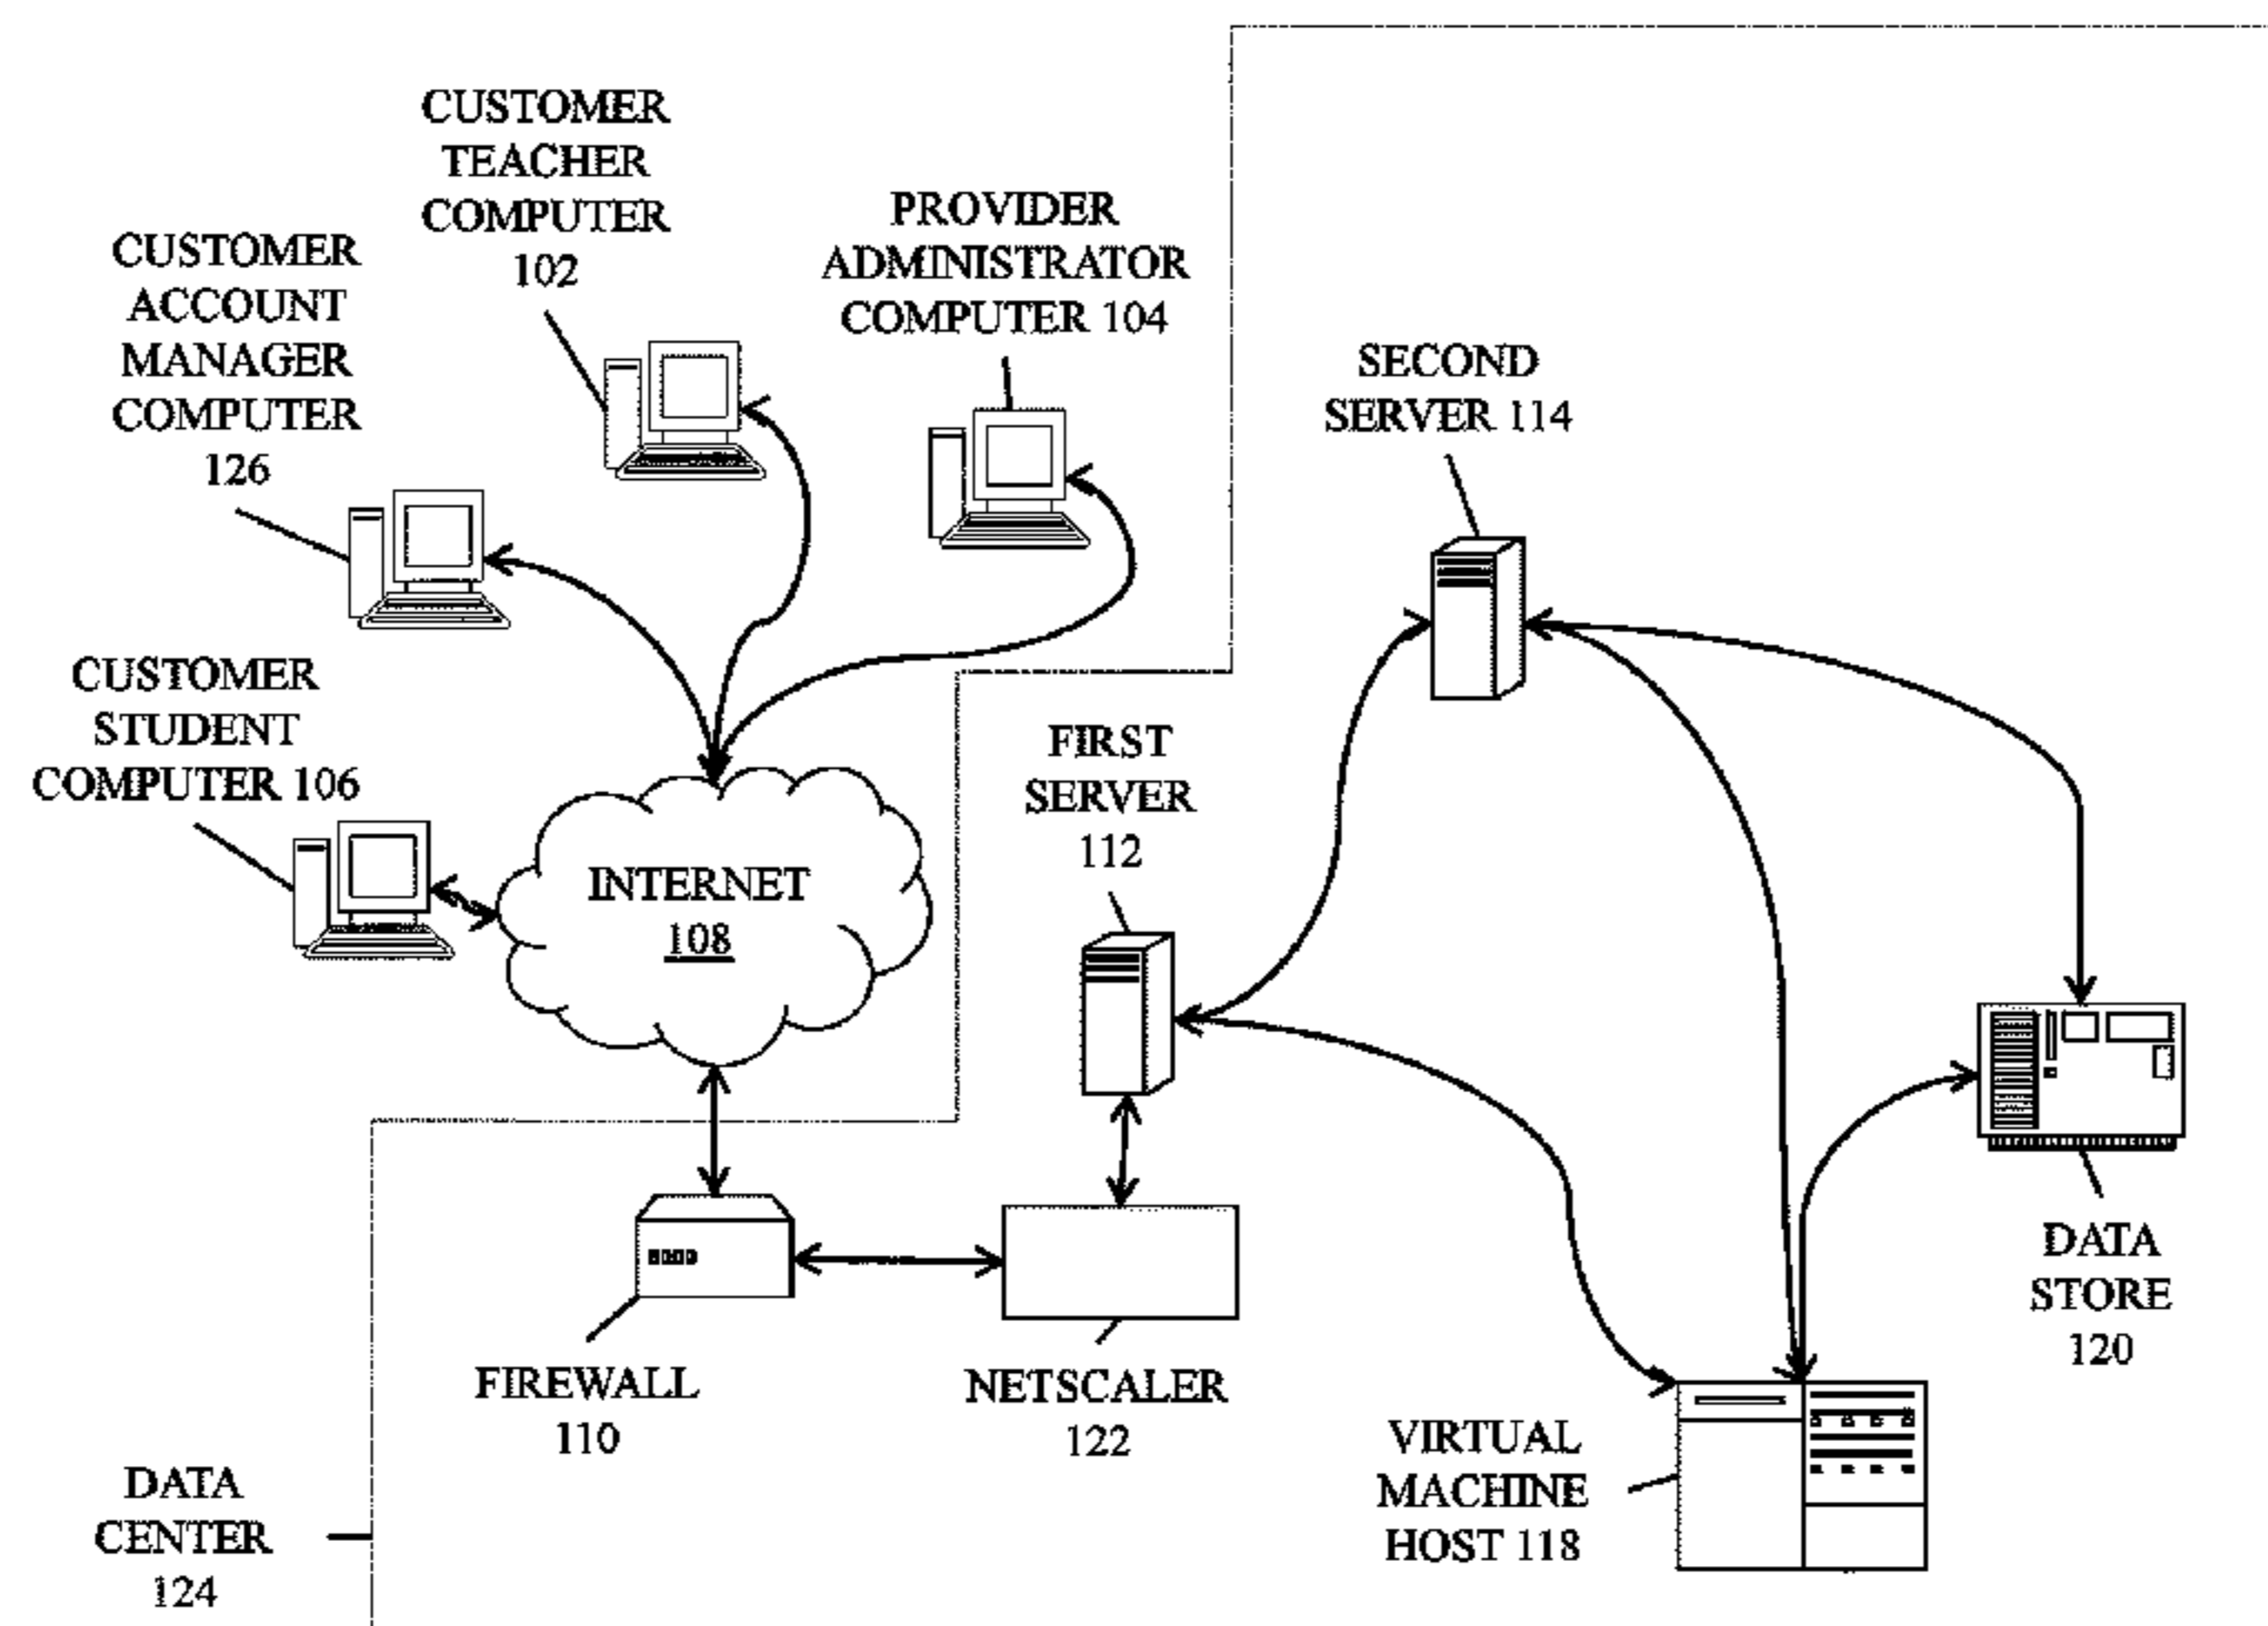 CUSTOMER
TEACHER
COMPUTER
102
PROVIDER
ADMINISTRATOR
COMPUTER 104
CUSTOMER
ACCOUNT
MANAGER
COMPUTER
126
SECOND
SERVER 114
CUSTOMER
STUDENT
COMPUTER 106
FIRST
SERVER
112
INTERNET
108
DATA
STORE
120
FIREWALL
110
NETSCALER
122
VIRTUAL
MACHINE
HOST 118
DATA
CENTER
124